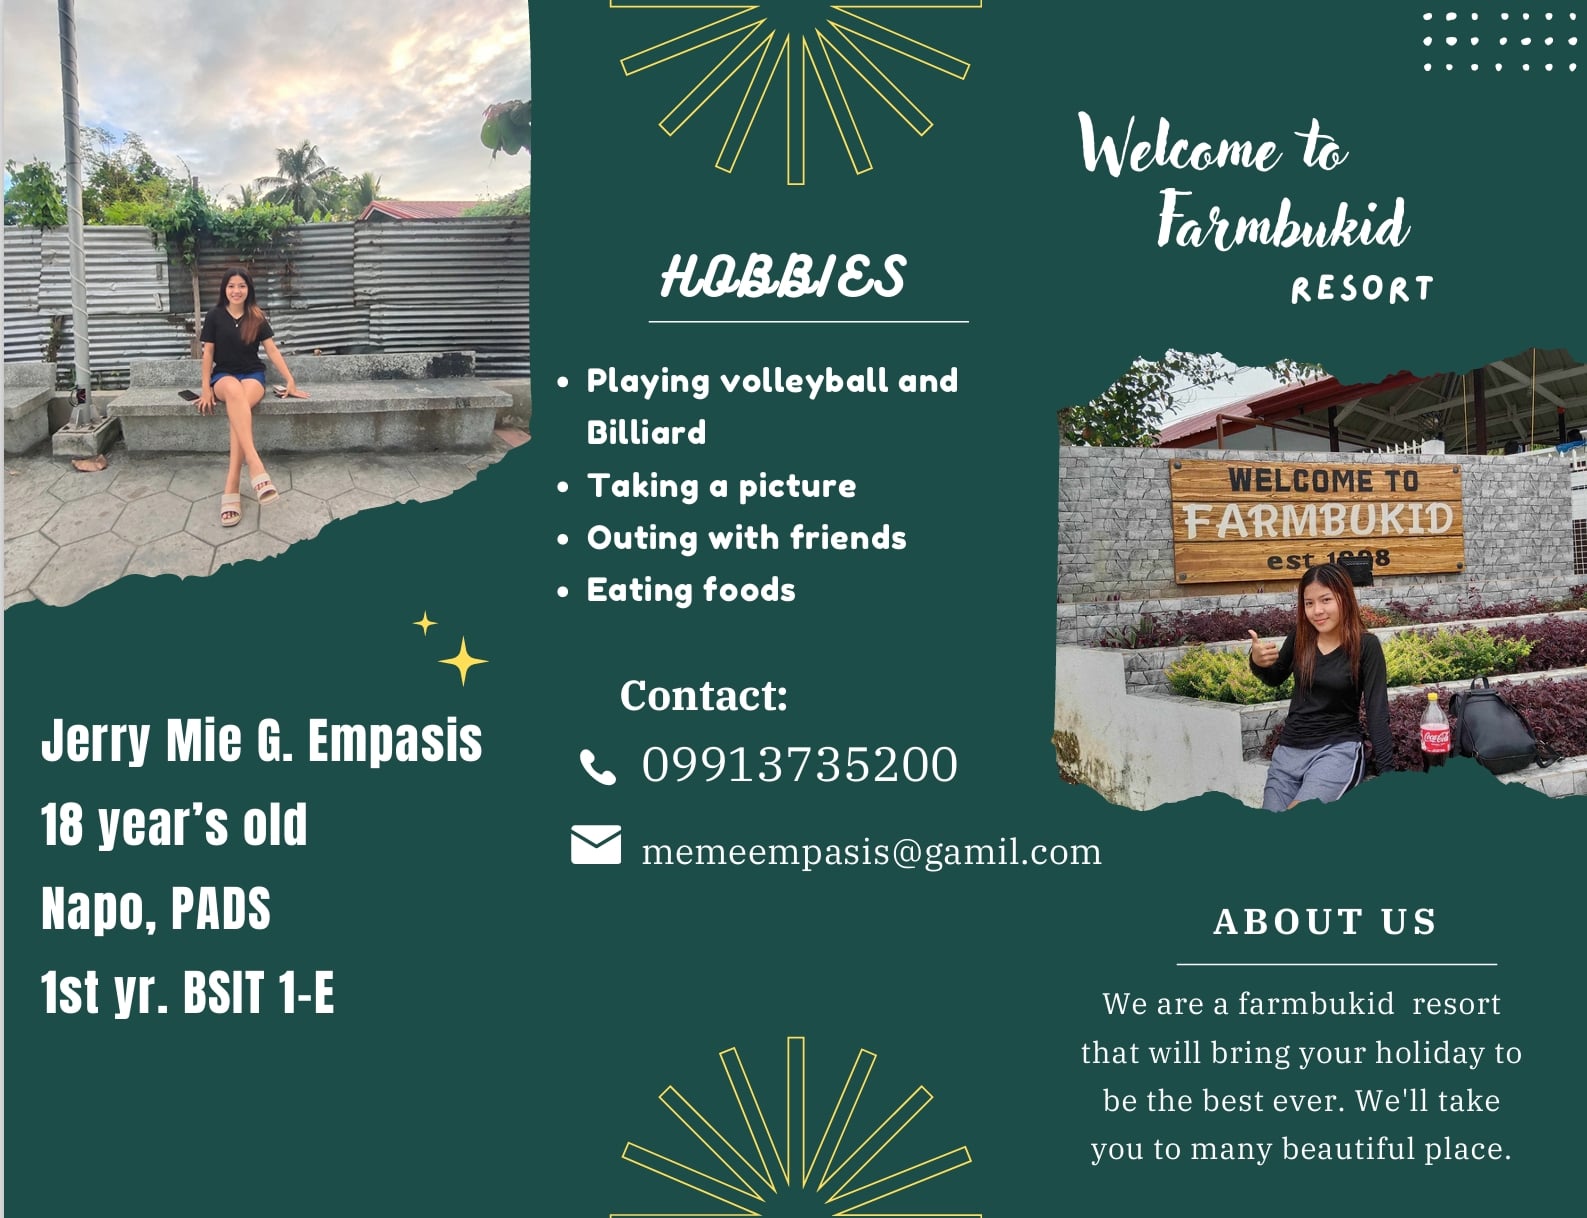 Jerry Mie G. Empasis
18 year’s old
Napo, PADS
1st yr. BSIT 1-E
HOBBIES
Playing volleyball and
Billiard
Taking a picture
Outing with friends
Eating foods
Contact:
09913735200
memeempasis@gamil.com
Welcome to
Farmbukid
RESORT
WELCOME TO
FARMBUKID
est
Coca-Cola
ABOUT US
We are a farmbukid resort
that will bring your holiday to
be the best ever. We'll take
you to many beautiful place.